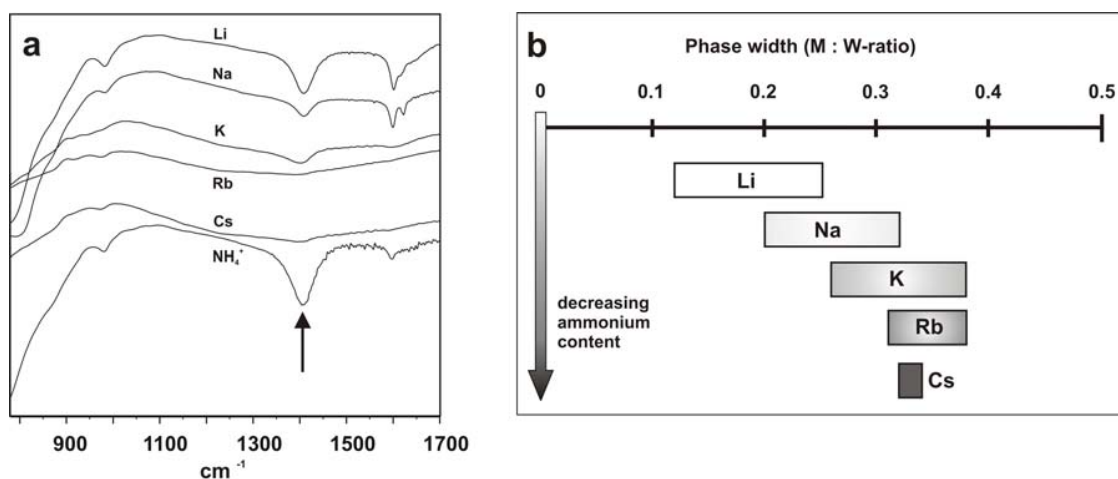 a
Li
Na
K
Rb
Cs
NH₄⁺
900 1100 1300 1500 1700
cm ⁻¹
b
Phase width (M : W-ratio)
0 0.1 0.2 0.3 0.4 0.5
Li
Na
K
Rb
Cs
decreasing
ammonium
content